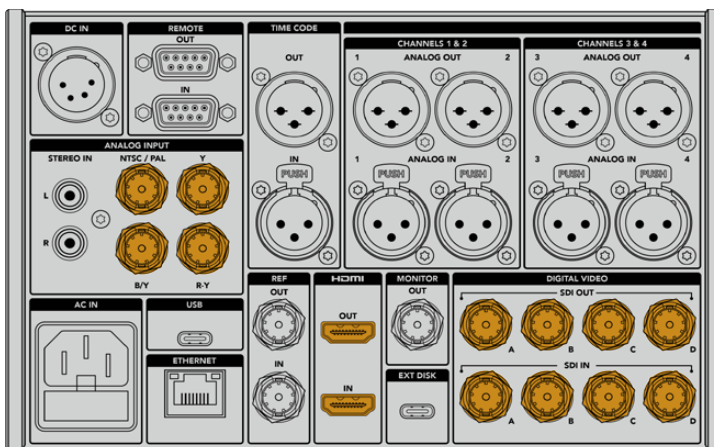 DC IN
REMOTE
OUT
IN
TIME CODE
OUT
IN
PUSH
CHANNELS 1 & 2
1 ANALOG OUT 2
1 ANALOG IN 2
PUSH PUSH
CHANNELS 3 & 4
3 ANALOG OUT 4
3 ANALOG IN 4
PUSH PUSH
ANALOG INPUT
STEREO IN NTSC / PAL Y
L
R
B/Y R-Y
AC IN
USB
ETHERNET
REF
OUT
IN
HDMI
OUT
IN
MONITOR
OUT
EXT DISK
DIGITAL VIDEO
SDI OUT
A B C D
SDI IN
A B C D